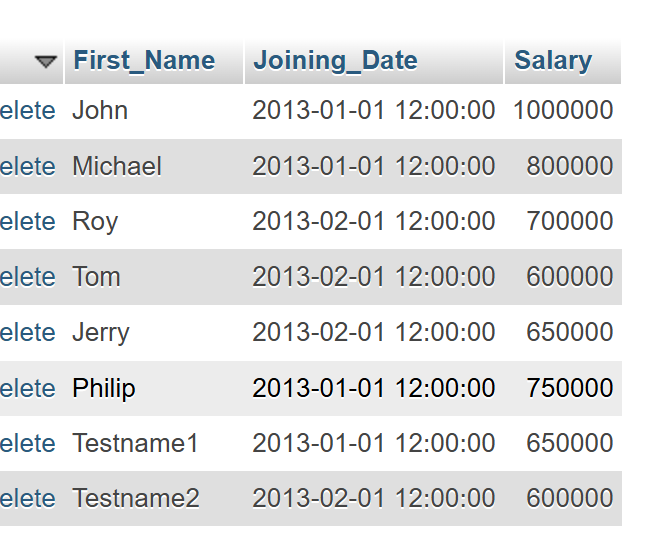 First_Name Joining_Date Salary
elete John 2013-01-01 12:00:00 1000000
elete Michael 2013-01-01 12:00:00 800000
elete Roy 2013-02-01 12:00:00 700000
elete Tom 2013-02-01 12:00:00 600000
elete Jerry 2013-02-01 12:00:00 650000
elete Philip 2013-01-01 12:00:00 750000
elete Testname1 2013-01-01 12:00:00 650000
elete Testname2 2013-02-01 12:00:00 600000